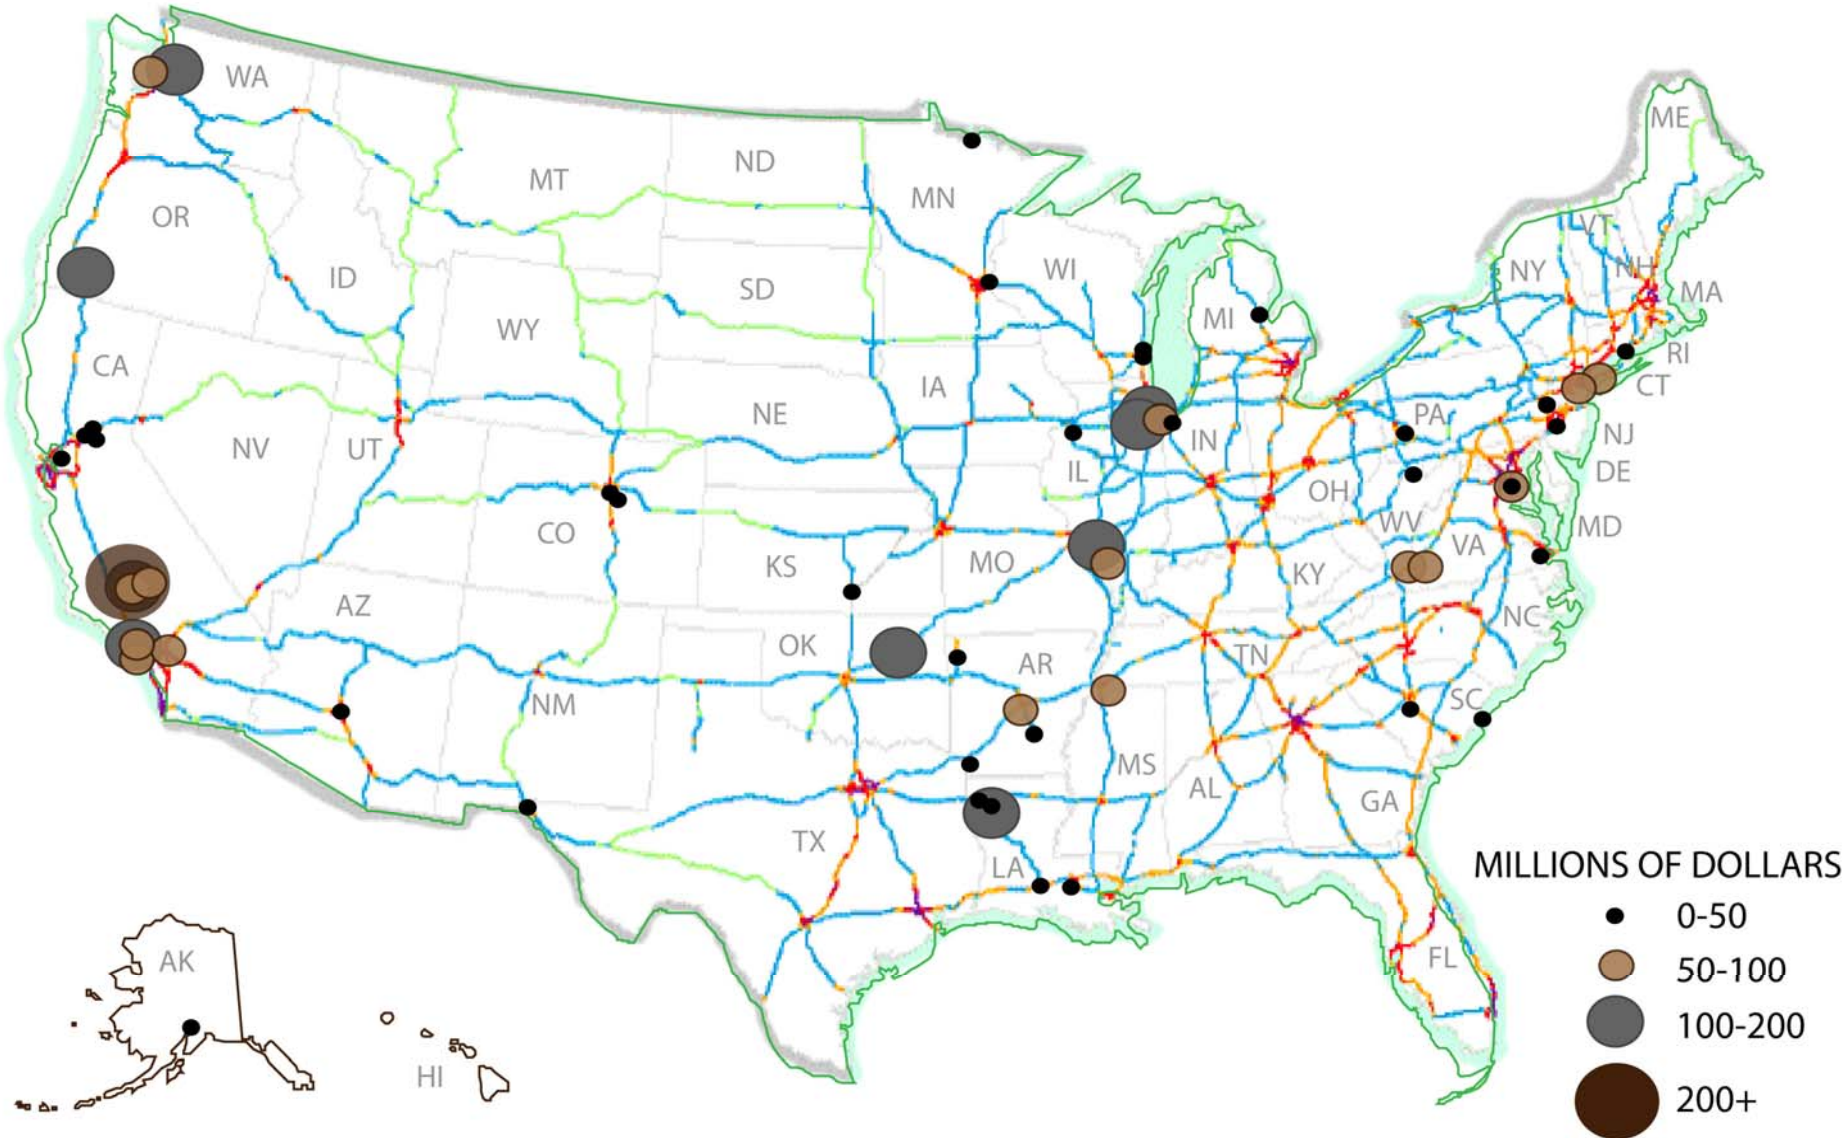 WA
ME
MT
ND
MN
OR
VT
NY
NH
WI
ID
SD
MI
MA
WY
RI
CA
CT
IA
NE
PA
NV
UT
IN
NJ
IL
DE
OH
CO
WV
MD
VA
KS
MO
KY
AZ
NC
OK
AR
TN
NM
SC
MS
AL
GA
TX
LA
MILLIONS OF DOLLARS
0-50
FL
AK
50-100
100-200
HI
200+